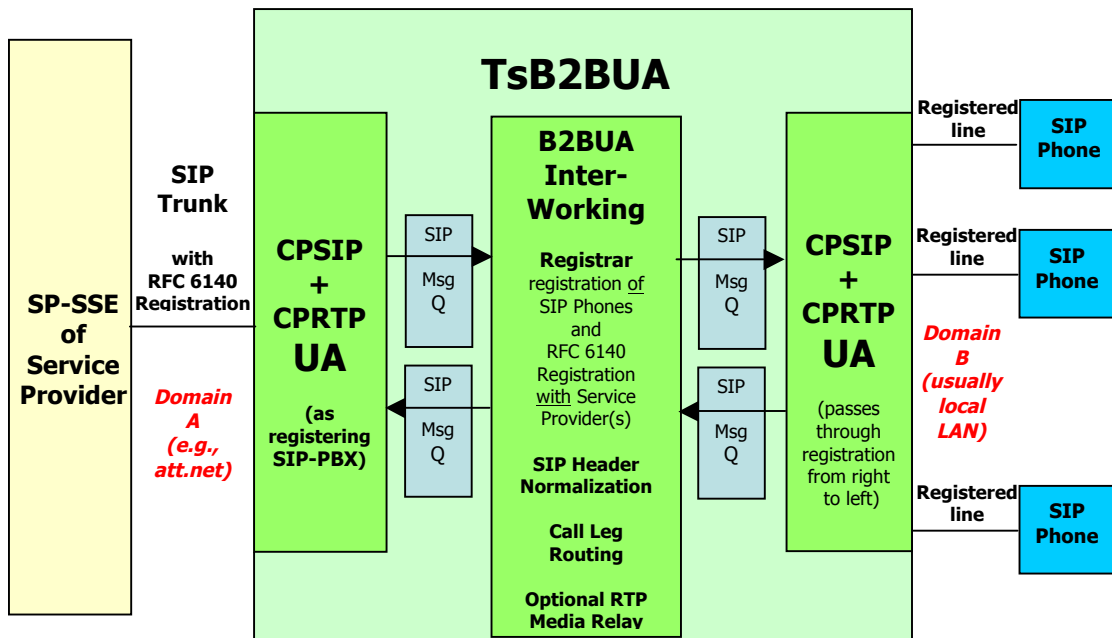 TsB2BUA
SP-SSE
of
Service
Provider
SIP
Trunk
with
RFC 6140
Registration
Domain
A
(e.g.,
att.net)
CPSIP
+
CPRTP
UA
(as
registering
SIP-PBX)
SIP
Msg
Q
SIP
Msg
Q
B2BUA
Inter-
Working
Registrar
registration of
SIP Phones
and
RFC 6140
Registration
with Service
Provider(s)
SIP Header
Normalization
Call Leg
Routing
Optional RTP
Media Relay
SIP
Msg
Q
SIP
Msg
Q
CPSIP
+
CPRTP
UA
(passes
through
registration
from right
to left)
Registered
line
SIP
Phone
Registered
line
SIP
Phone
Domain
B
(usually
local
LAN)
Registered
line
SIP
Phone